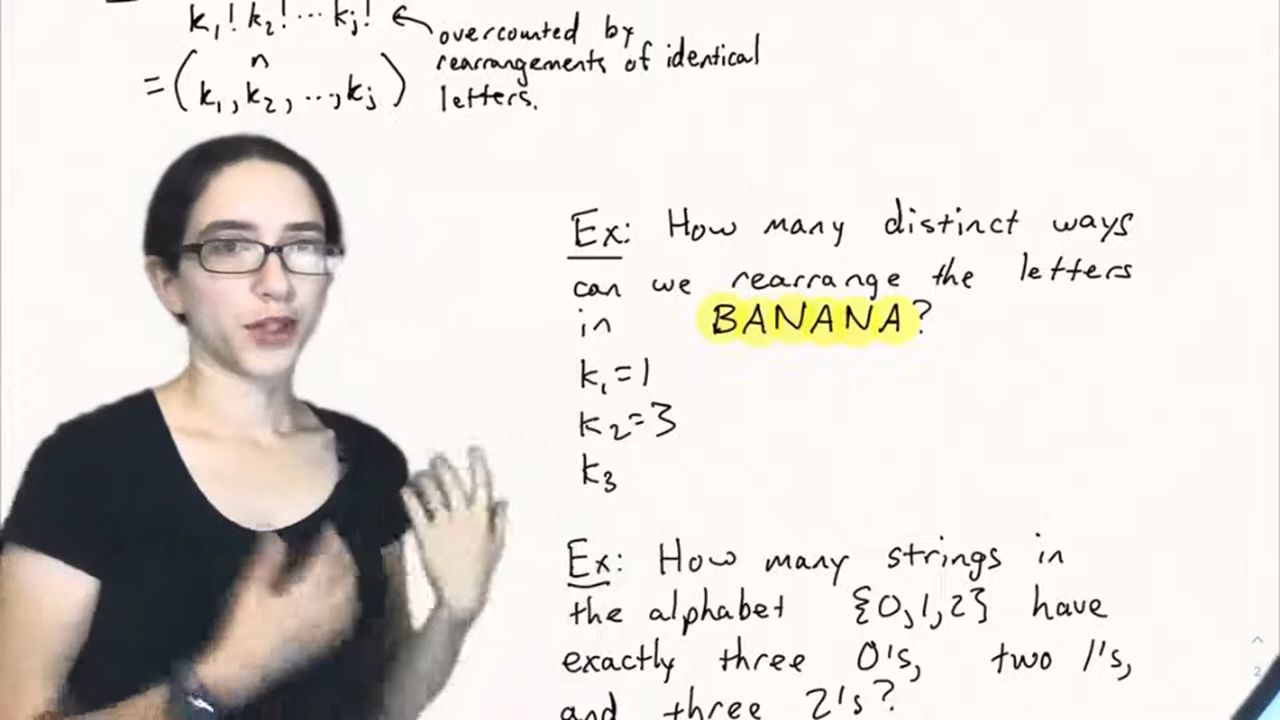 k₁! k₂! ... kⱼ! ← overcounted by
rearrangements of identical
letters.
= (n
k₁, k₂, ..., kⱼ)
Ex: How many distinct ways
can we rearrange the letters
in BANANA?
k₁=1
k₂=3
k₃
Ex: How many strings in
the alphabet {0,1,2} have
exactly three 0's, two 1's,
and three 2's?
2